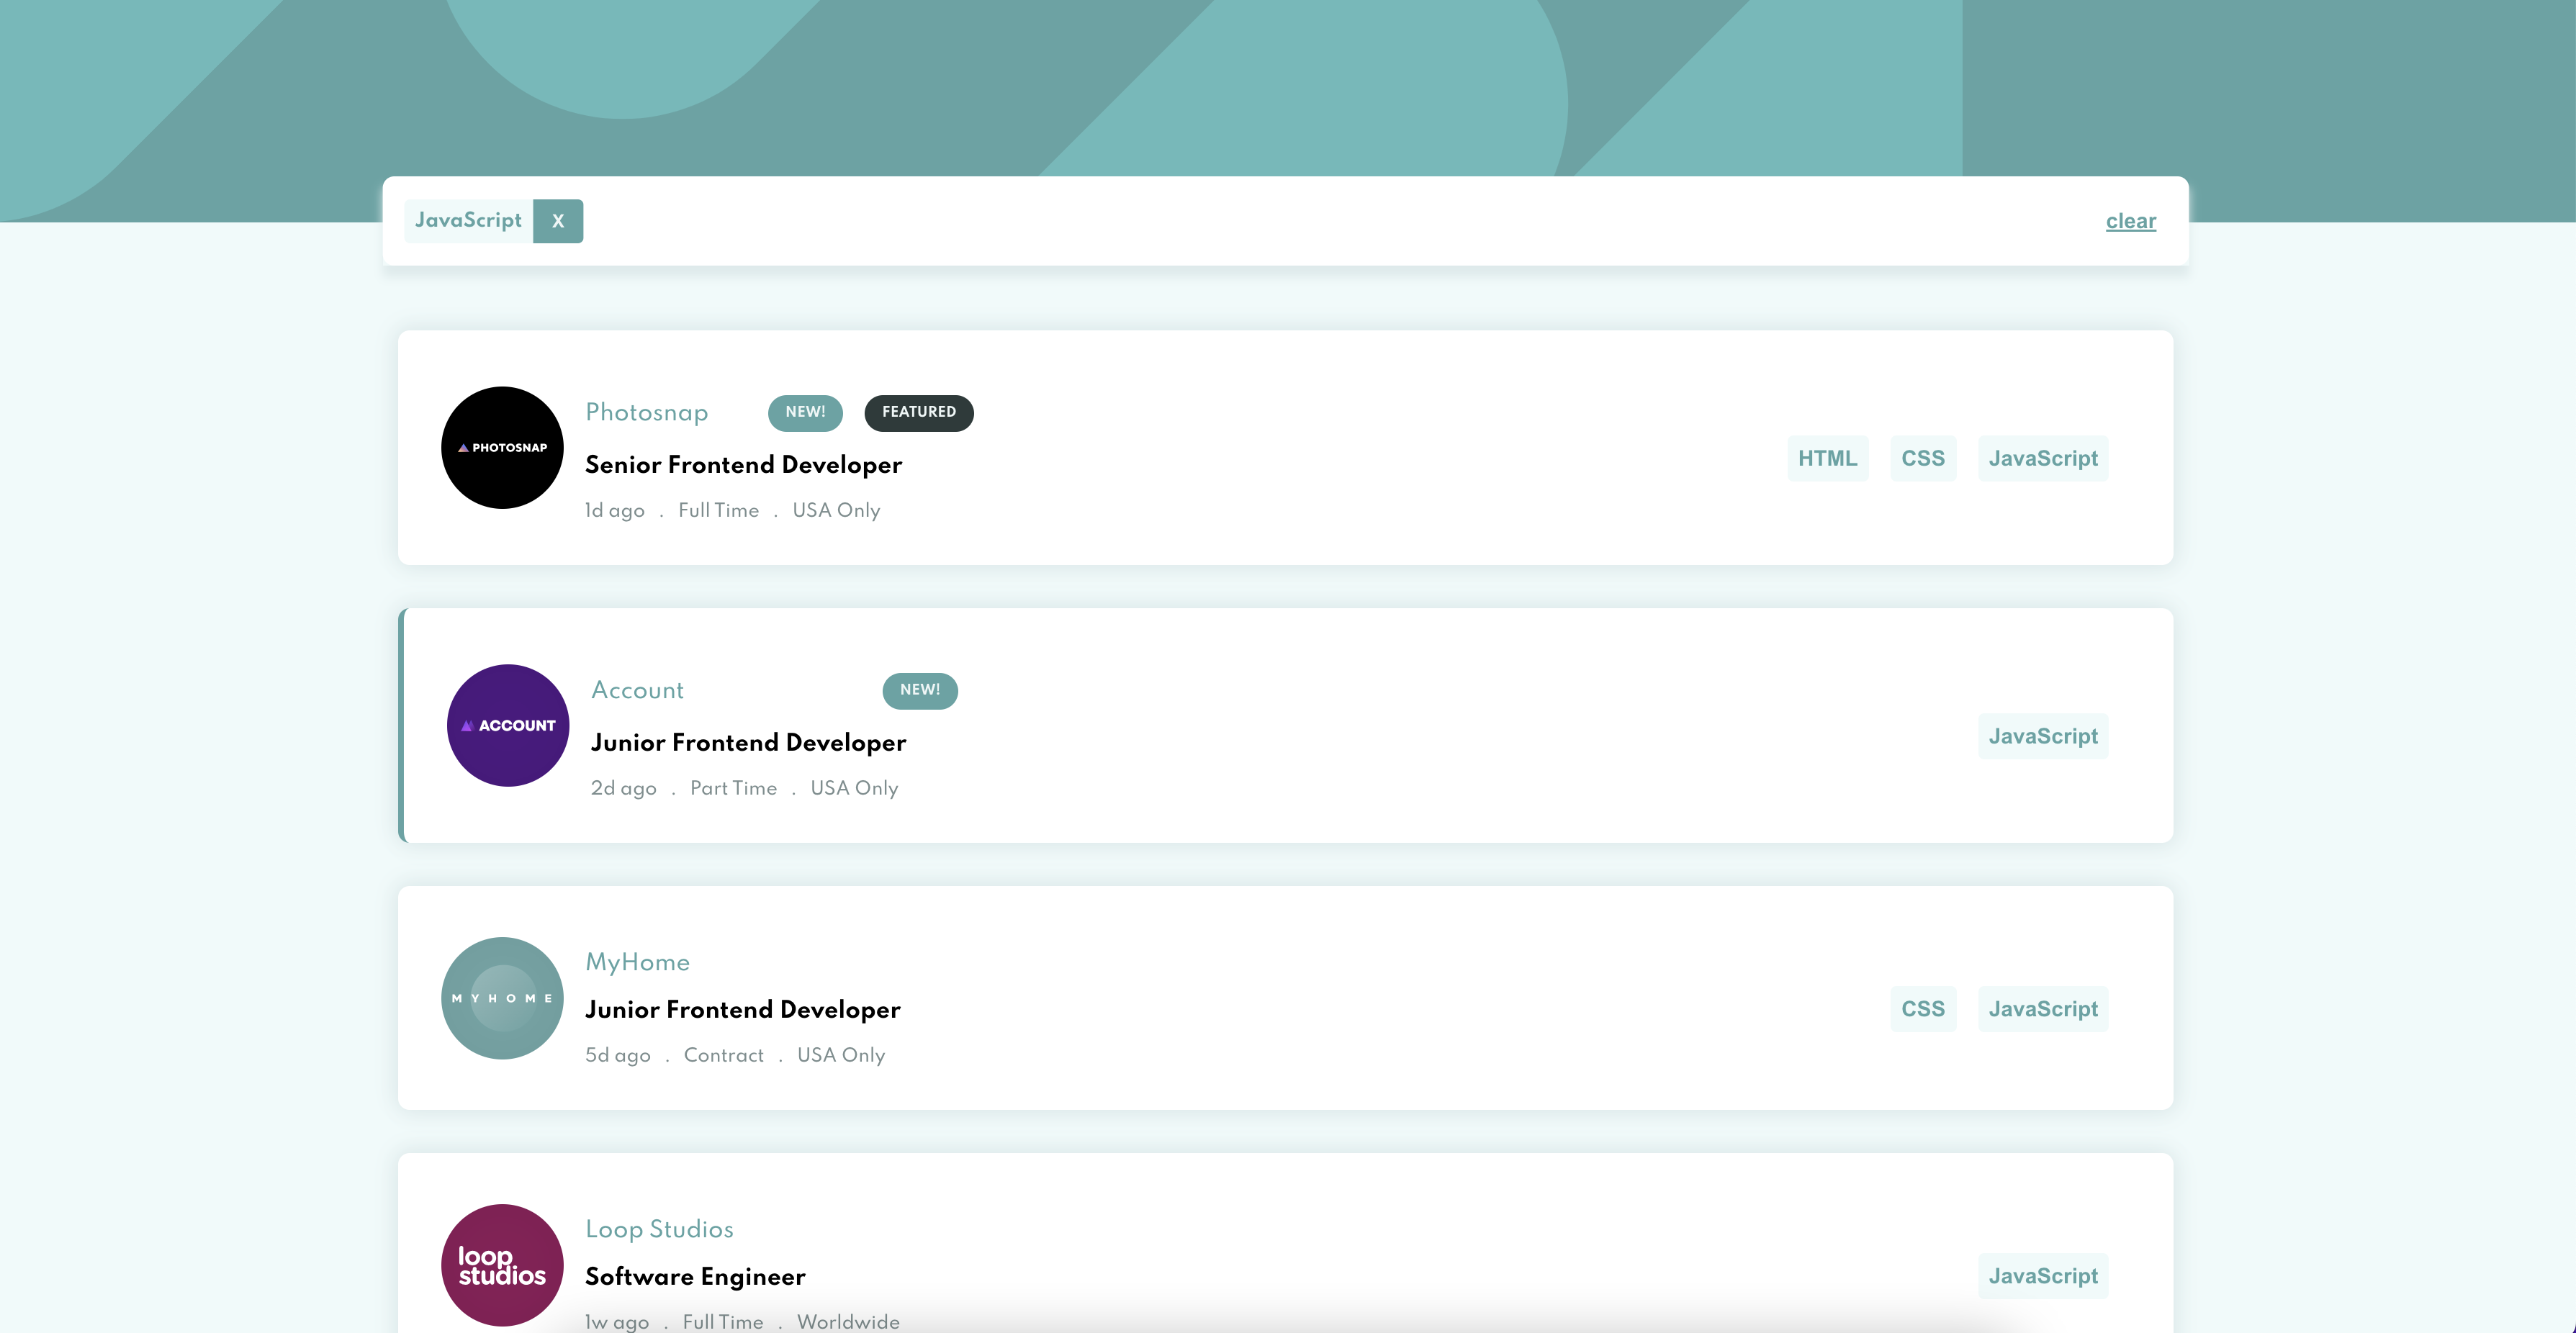 JavaScript X clear
PHOTOSNAP
Photosnap NEW! FEATURED
Senior Frontend Developer
1d ago . Full Time . USA Only
HTML CSS JavaScript
ACCOUNT
Account NEW!
Junior Frontend Developer
2d ago . Part Time . USA Only
JavaScript
MYHOME
MyHome
Junior Frontend Developer
5d ago . Contract . USA Only
CSS JavaScript
loop
studios
Loop Studios
Software Engineer
1w ago . Full Time . Worldwide
JavaScript